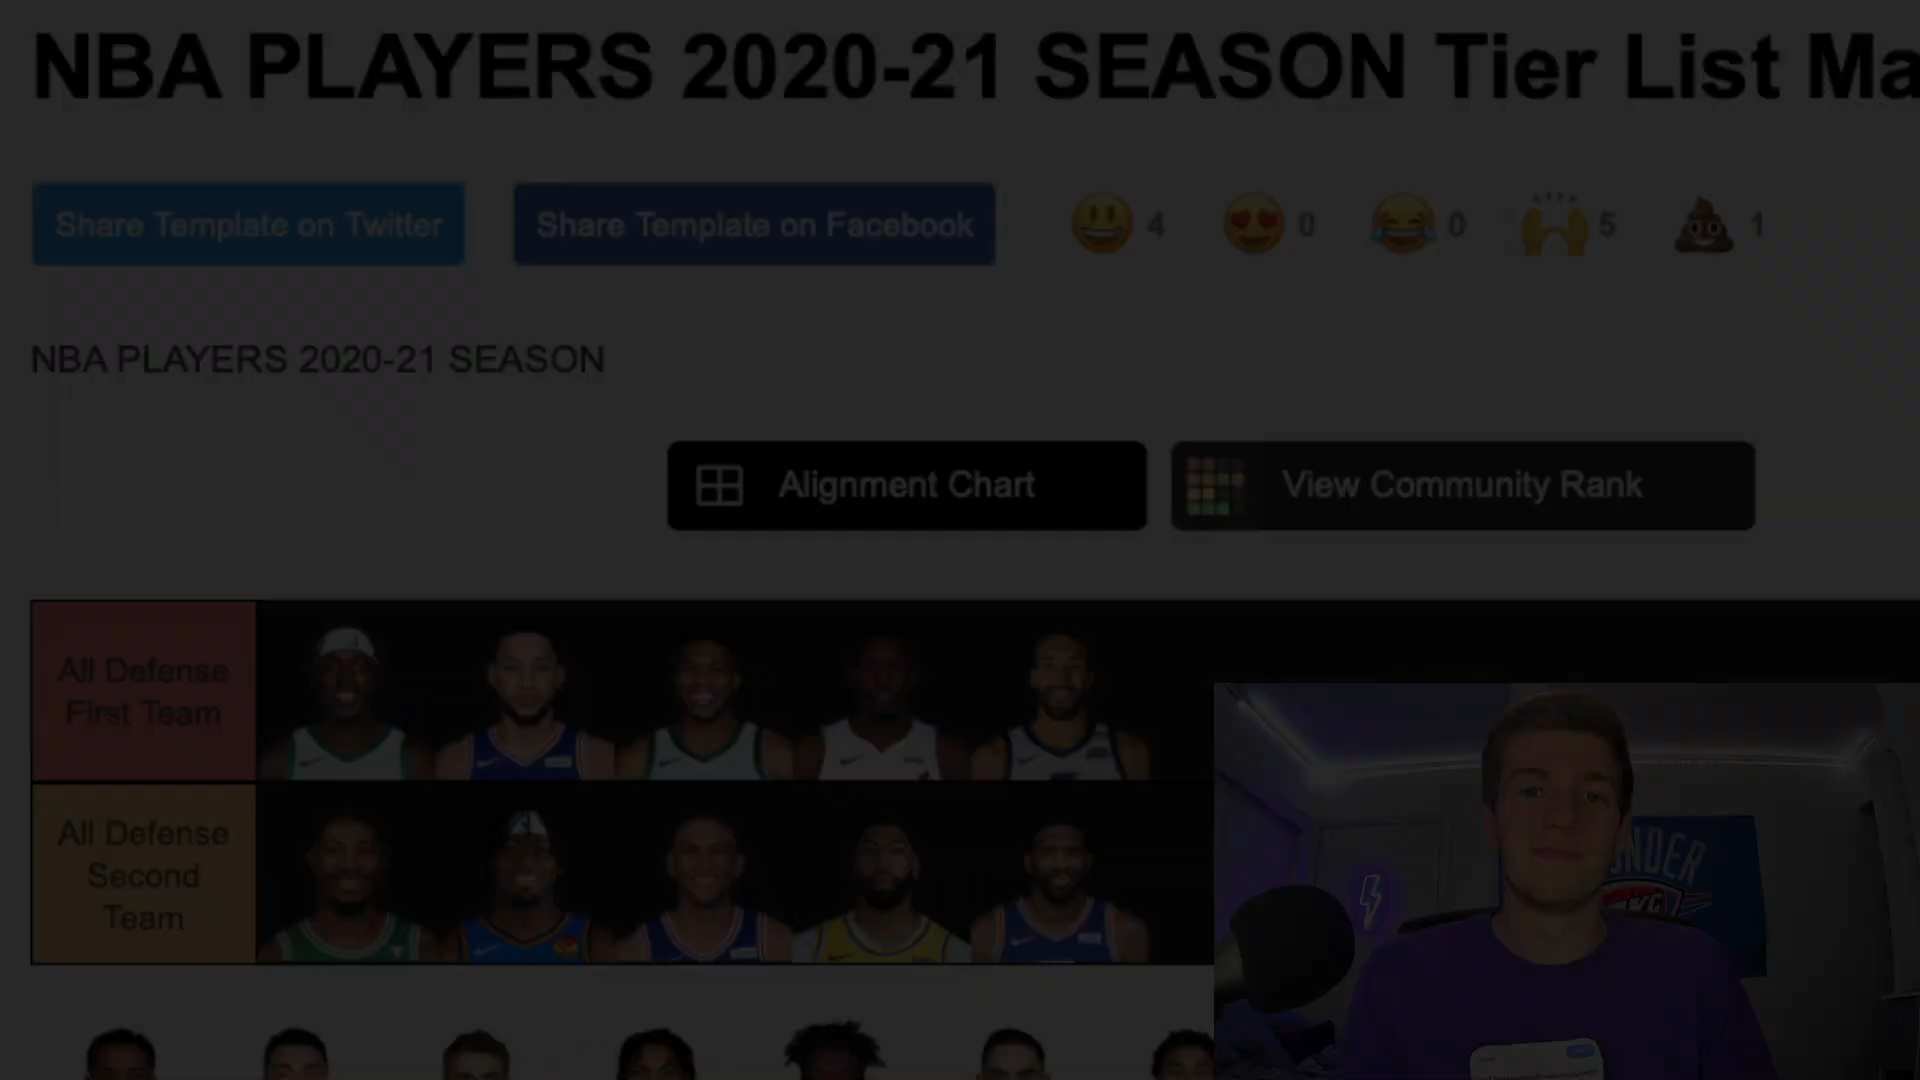 NBA PLAYERS 2020-21 SEASON Tier List Ma
Share Template on Twitter
Share Template on Facebook
4
0
0
5
1
NBA PLAYERS 2020-21 SEASON
Alignment Chart
View Community Rank
All Defense
First Team
All Defense
Second
Team
UNDER